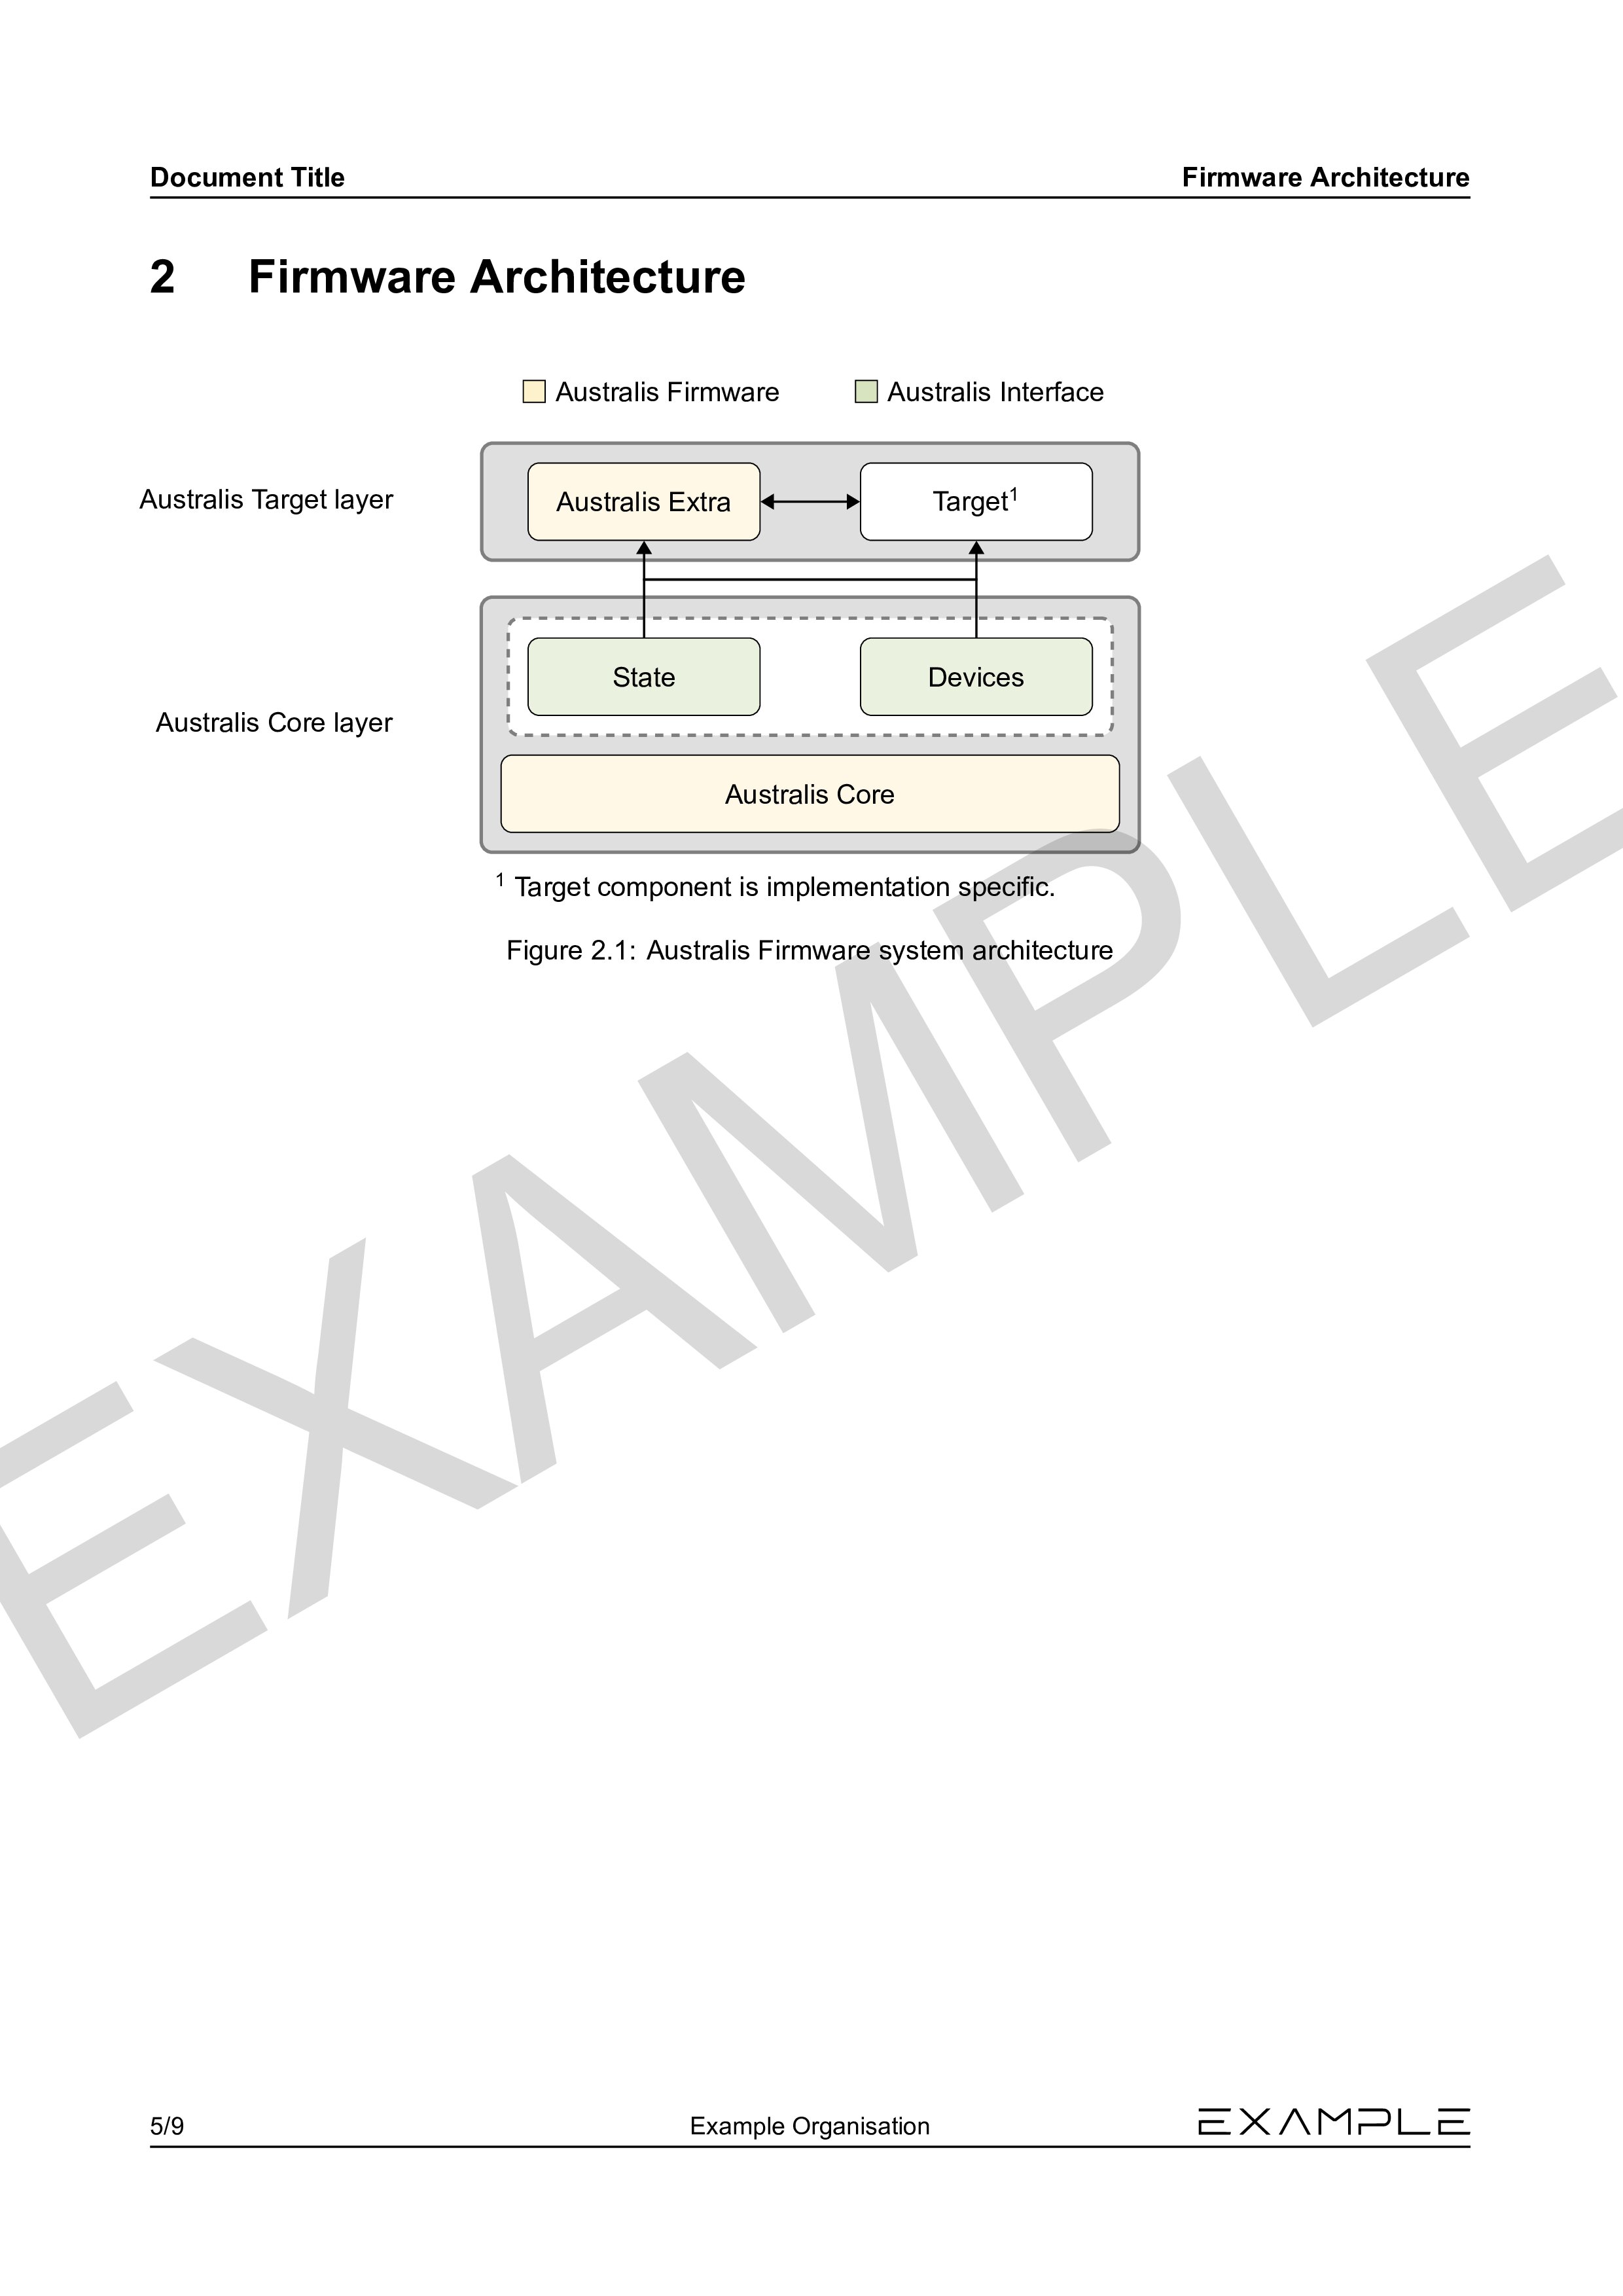 Document Title Firmware Architecture
2 Firmware Architecture
Australis Firmware Australis Interface
Australis Target layer
Australis Extra
Target¹
State
Devices
Australis Core layer
Australis Core
¹ Target component is implementation specific.
Figure 2.1: Australis Firmware system architecture
EXAMPLE
5/9 Example Organisation EXAMPLE